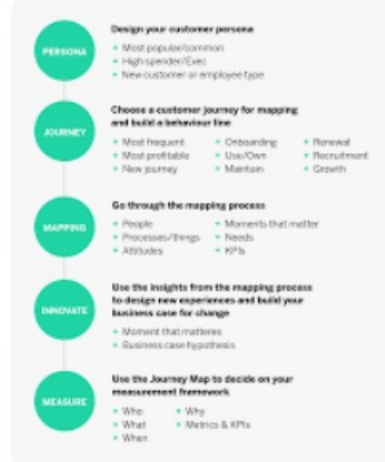 PERSONA
Design your customer persona
+ Most popular/common
+ High spender/Exec
+ New customer or employee type
JOURNEY
Choose a customer journey for mapping
and build a behaviour line
+ Most frequent
+ Onboarding
+ Renewal
+ Most profitable
+ Use/Own
+ Recruitment
+ New journey
+ Maintain
+ Growth
MAPPING
Go through the mapping process
+ People
+ Moments that matter
+ Processes/things
+ Needs
+ Attitudes
+ KPIs
INNOVATE
Use the insights from the mapping process
to design new experiences and build your
business case for change
+ Moment that matteres
+ Business case hypothesis
MEASURE
Use the Journey Map to decide on your
measurement framework
+ Who
+ Why
+ What
+ Metrics & KPIs
+ When